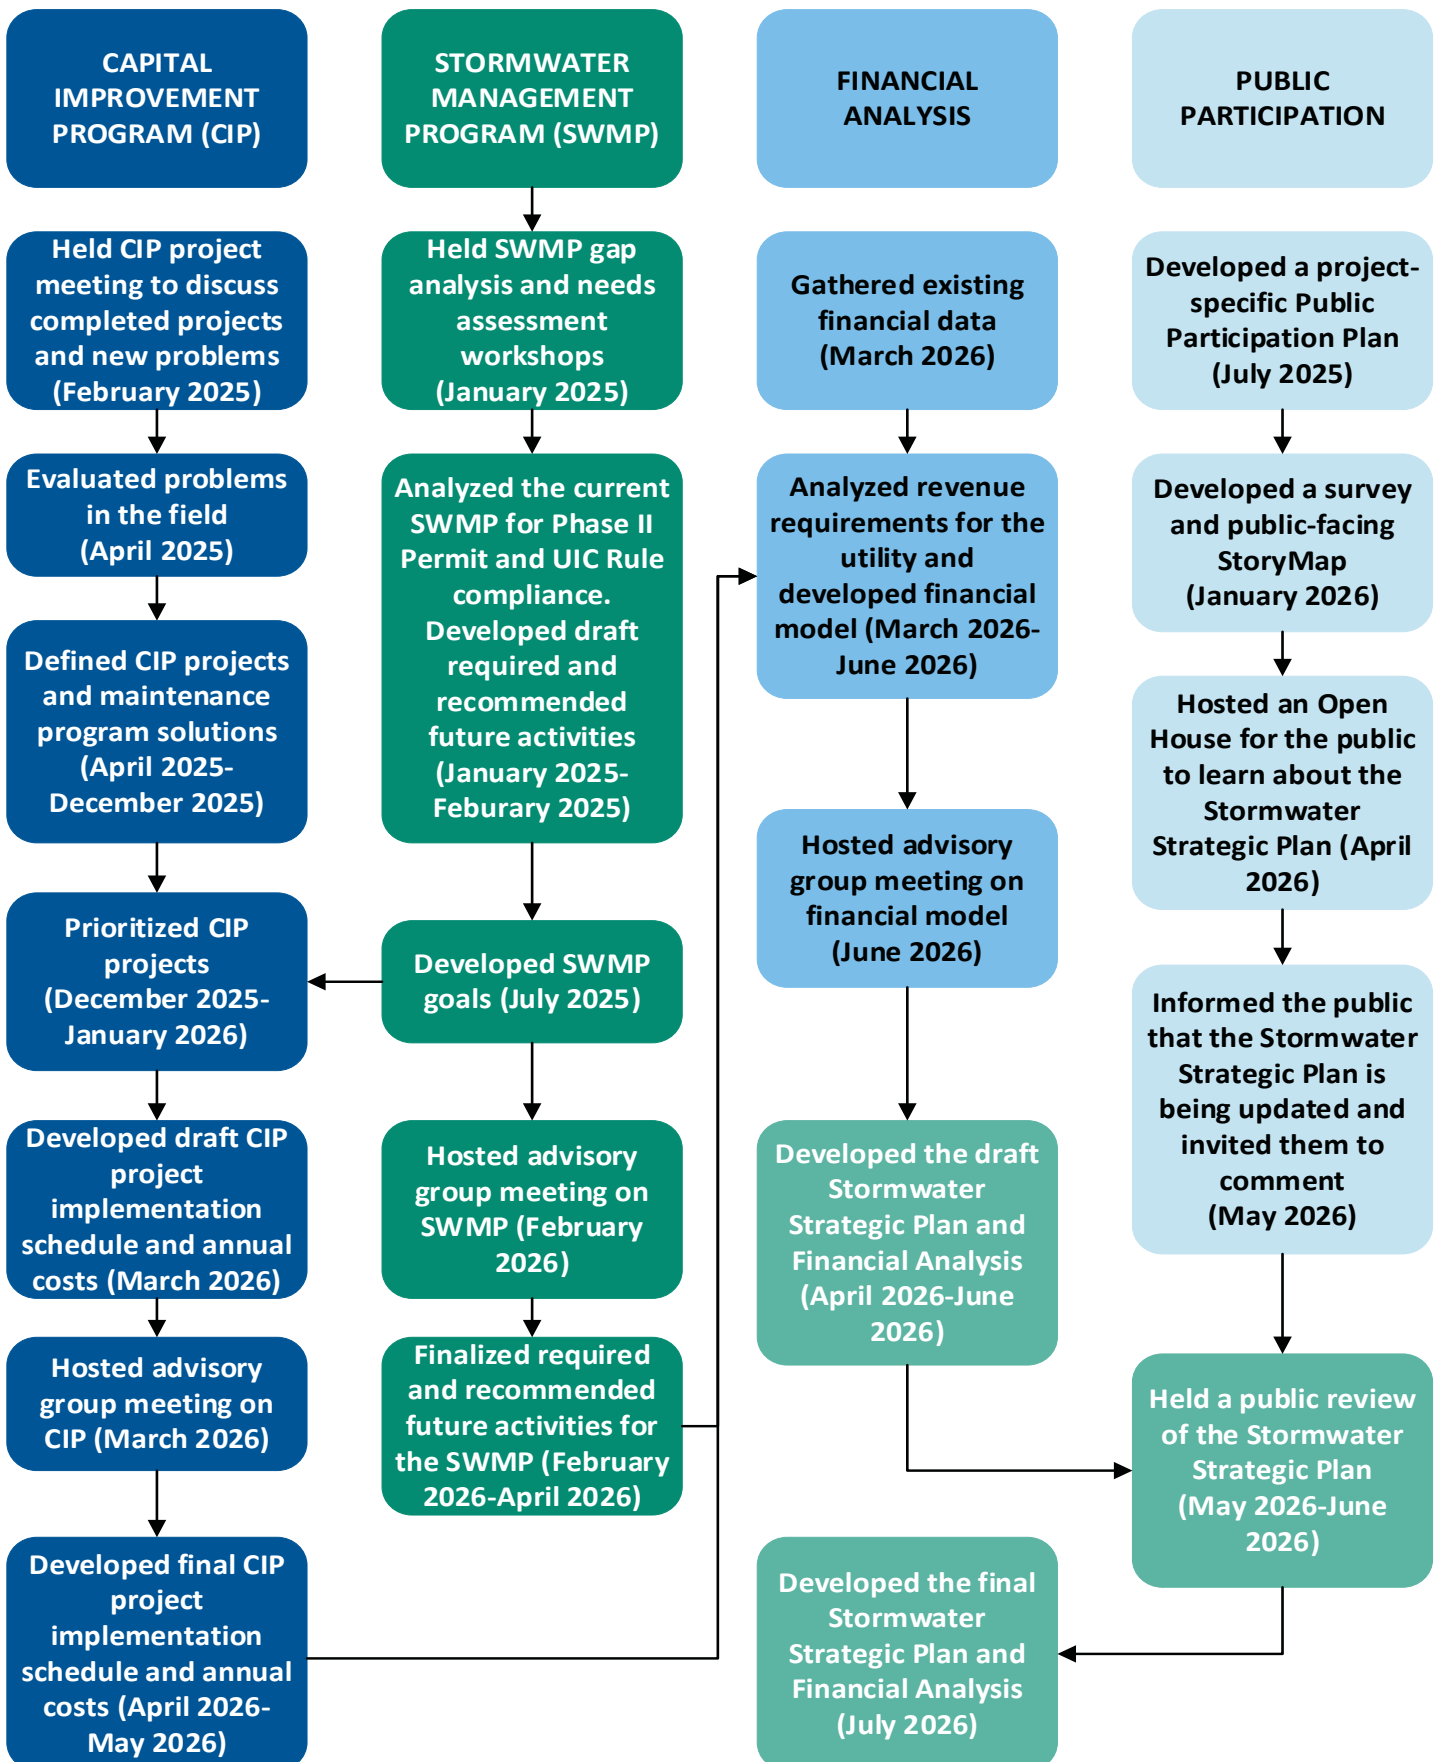 CAPITAL
IMPROVEMENT
PROGRAM (CIP)
Held CIP project
meeting to discuss
completed projects
and new problems
(February 2025)
Evaluated problems
in the field
(April 2025)
Defined CIP projects
and maintenance
program solutions
(April 2025-
December 2025)
Prioritized CIP
projects
(December 2025-
January 2026)
Developed draft CIP
project
implementation
schedule and annual
costs (March 2026)
Hosted advisory
group meeting on
CIP (March 2026)
Developed final CIP
project
implementation
schedule and annual
costs (April 2026-
May 2026)
STORMWATER
MANAGEMENT
PROGRAM (SWMP)
Held SWMP gap
analysis and needs
assessment
workshops
(January 2025)
Analyzed the current
SWMP for Phase II
Permit and UIC Rule
compliance.
Developed draft
required and
recommended
future activities
(January 2025-
Feburary 2025)
Developed SWMP
goals (July 2025)
Hosted advisory
group meeting on
SWMP (February
2026)
Finalized required
and recommended
future activities for
the SWMP (February
2026-April 2026)
FINANCIAL
ANALYSIS
Gathered existing
financial data
(March 2026)
Analyzed revenue
requirements for the
utility and
developed financial
model (March 2026-
June 2026)
Hosted advisory
group meeting on
financial model
(June 2026)
Developed the draft
Stormwater
Strategic Plan and
Financial Analysis
(April 2026-June
2026)
Developed the final
Stormwater
Strategic Plan and
Financial Analysis
(July 2026)
PUBLIC
PARTICIPATION
Developed a project-
specific Public
Participation Plan
(July 2025)
Developed a survey
and public-facing
StoryMap
(January 2026)
Hosted an Open
House for the public
to learn about the
Stormwater
Strategic Plan (April
2026)
Informed the public
that the Stormwater
Strategic Plan is
being updated and
invited them to
comment
(May 2026)
Held a public review
of the Stormwater
Strategic Plan
(May 2026-June
2026)